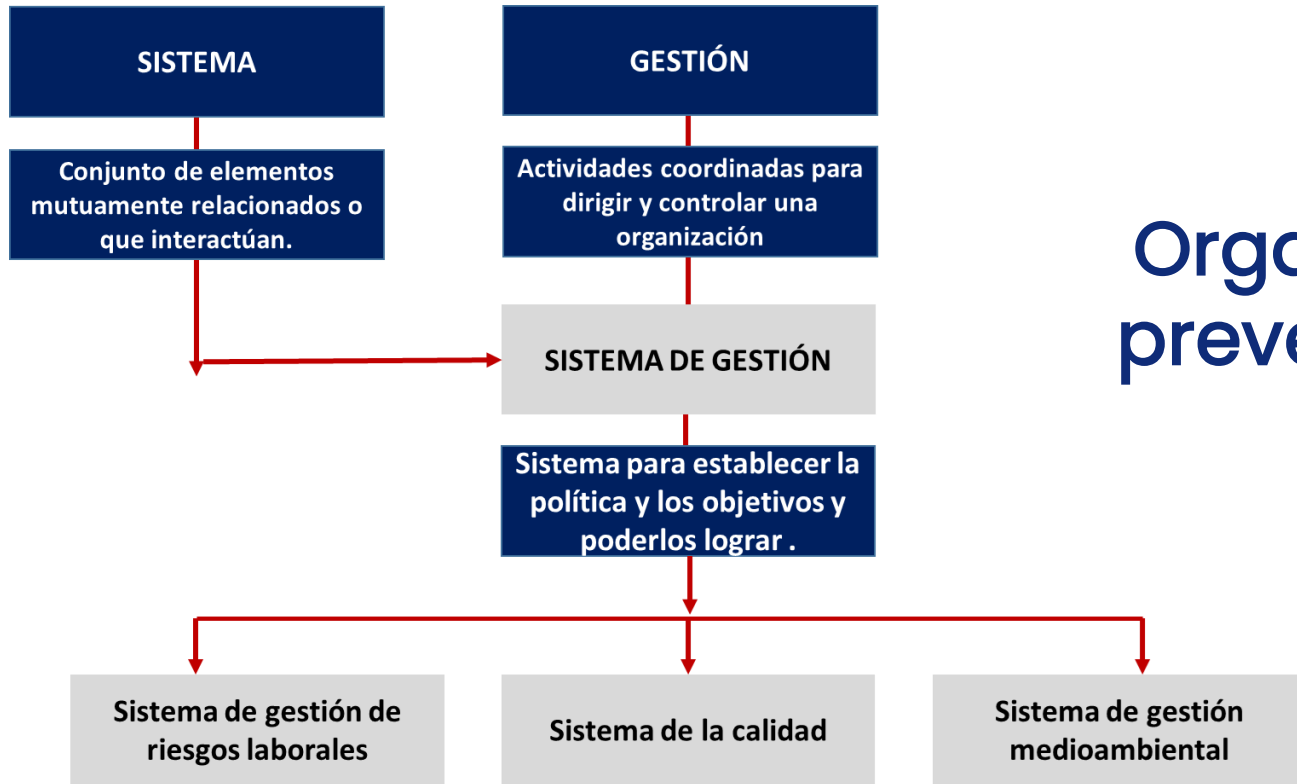 SISTEMA
GESTIÓN
Conjunto de elementos
mutuamente relacionados o
que interactúan.
Actividades coordinadas para
dirigir y controlar una
organización
SISTEMA DE GESTIÓN
Sistema para establecer la
política y los objetivos y
poderlos lograr .
Sistema de gestión de
riesgos laborales
Sistema de la calidad
Sistema de gestión
medioambiental